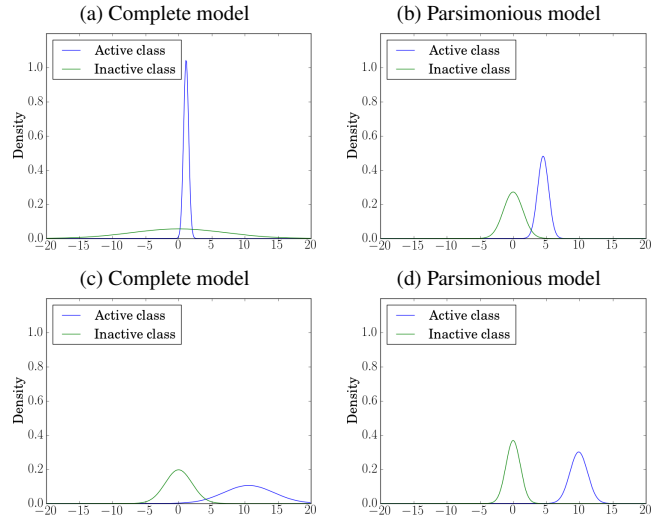 (a) Complete model
(b) Parsimonious model
1.0
0.8
0.6
0.4
0.2
0.0
Density
Active class
Inactive class
−20 −15 −10 −5 0 5 10 15 20
1.0
0.8
0.6
0.4
0.2
0.0
Density
Active class
Inactive class
−20 −15 −10 −5 0 5 10 15 20
(c) Complete model
(d) Parsimonious model
1.0
0.8
0.6
0.4
0.2
0.0
Density
Active class
Inactive class
−20 −15 −10 −5 0 5 10 15 20
1.0
0.8
0.6
0.4
0.2
0.0
Density
Active class
Inactive class
−20 −15 −10 −5 0 5 10 15 20